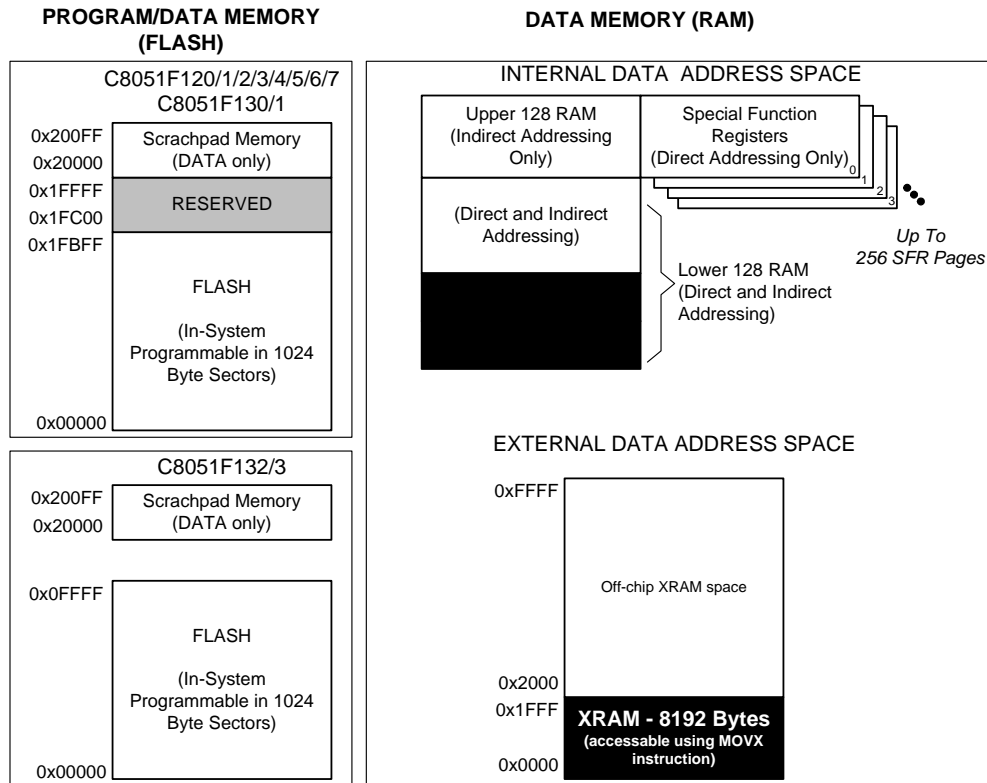 PROGRAM/DATA MEMORY
(FLASH)
C8051F120/1/2/3/4/5/6/7
C8051F130/1
0x200FF
0x20000
Scrachpad Memory
(DATA only)
0x1FFFF
0x1FC00
RESERVED
0x1FBFF
FLASH
(In-System
Programmable in 1024
Byte Sectors)
0x00000
C8051F132/3
0x200FF
0x20000
Scrachpad Memory
(DATA only)
0x0FFFF
FLASH
(In-System
Programmable in 1024
Byte Sectors)
0x00000
DATA MEMORY (RAM)
INTERNAL DATA ADDRESS SPACE
Upper 128 RAM
(Indirect Addressing
Only)
Special Function
Registers
(Direct Addressing Only)
0
1
2
3
Up To
256 SFR Pages
(Direct and Indirect
Addressing)
Lower 128 RAM
(Direct and Indirect
Addressing)
EXTERNAL DATA ADDRESS SPACE
0xFFFF
Off-chip XRAM space
0x2000
0x1FFF
XRAM - 8192 Bytes
(accessable using MOVX
instruction)
0x0000